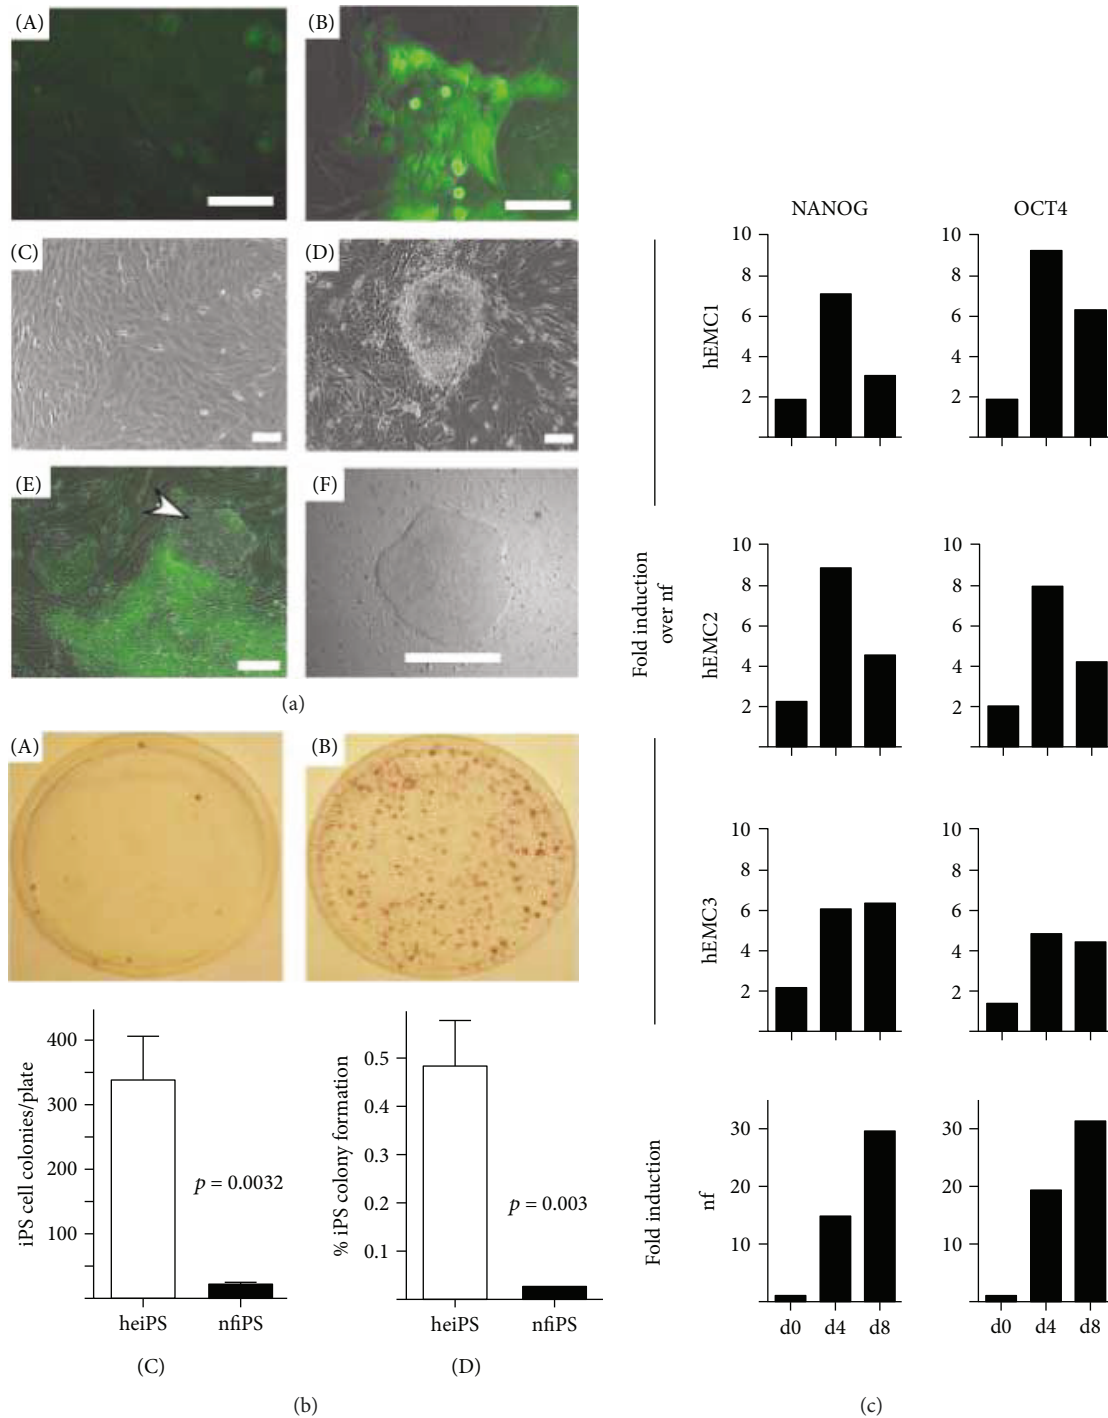 (A)
(B)
(C)
(D)
(E)
(F)
(a)
(A)
(B)
iPS cell colonies/plate
400
300
200
100
p = 0.0032
heiPS
nfiPS
(C)
% iPS colony formation
0.5
0.4
0.3
0.2
0.1
p = 0.003
heiPS
nfiPS
(D)
(b)
NANOG
OCT4
Fold induction
over nf
hEMC1
10
8
6
4
2
10
8
6
4
2
hEMC2
10
8
6
4
2
10
8
6
4
2
hEMC3
10
8
6
4
2
10
8
6
4
2
Fold induction
nf
30
20
10
30
20
10
d0 d4 d8
d0 d4 d8
(c)